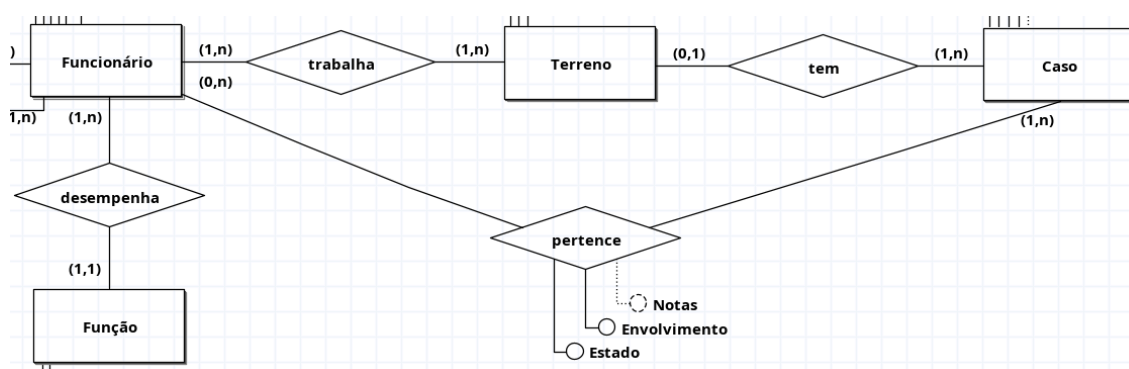 )
Funcionário
(1,n)
trabalha
(1,n)
Terreno
(0,1)
tem
(1,n)
Caso
(0,n)
1,n)
(1,n)
(1,n)
desempenha
pertence
(1,1)
Notas
Função
Envolvimento
Estado